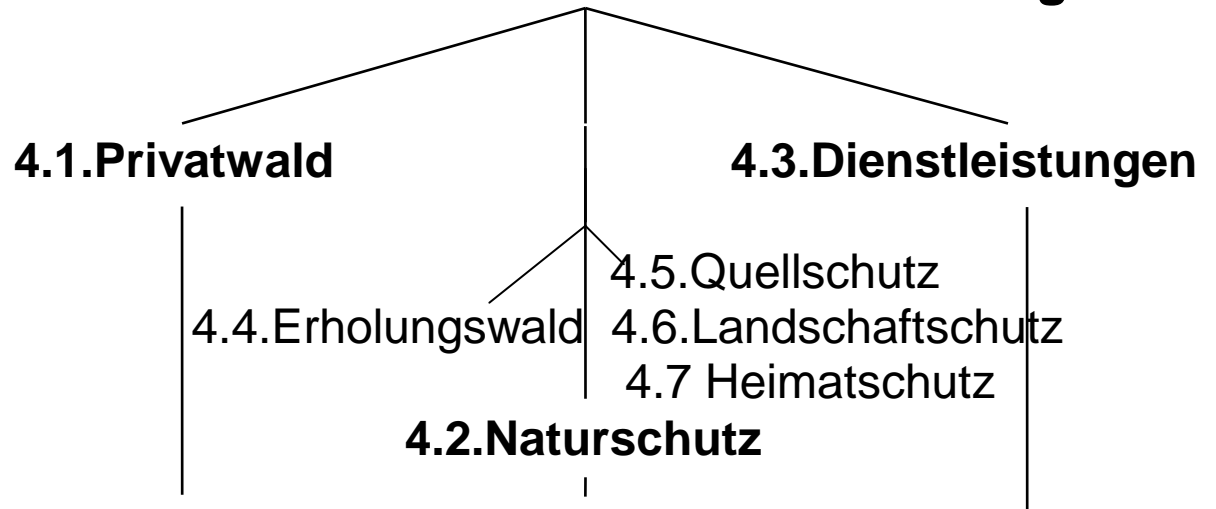 4.1.Privatwald
4.3.Dienstleistungen
4.5.Quellschutz
4.4.Erholungswald
4.6.Landschaftschutz
4.7 Heimatschutz
4.2.Naturschutz